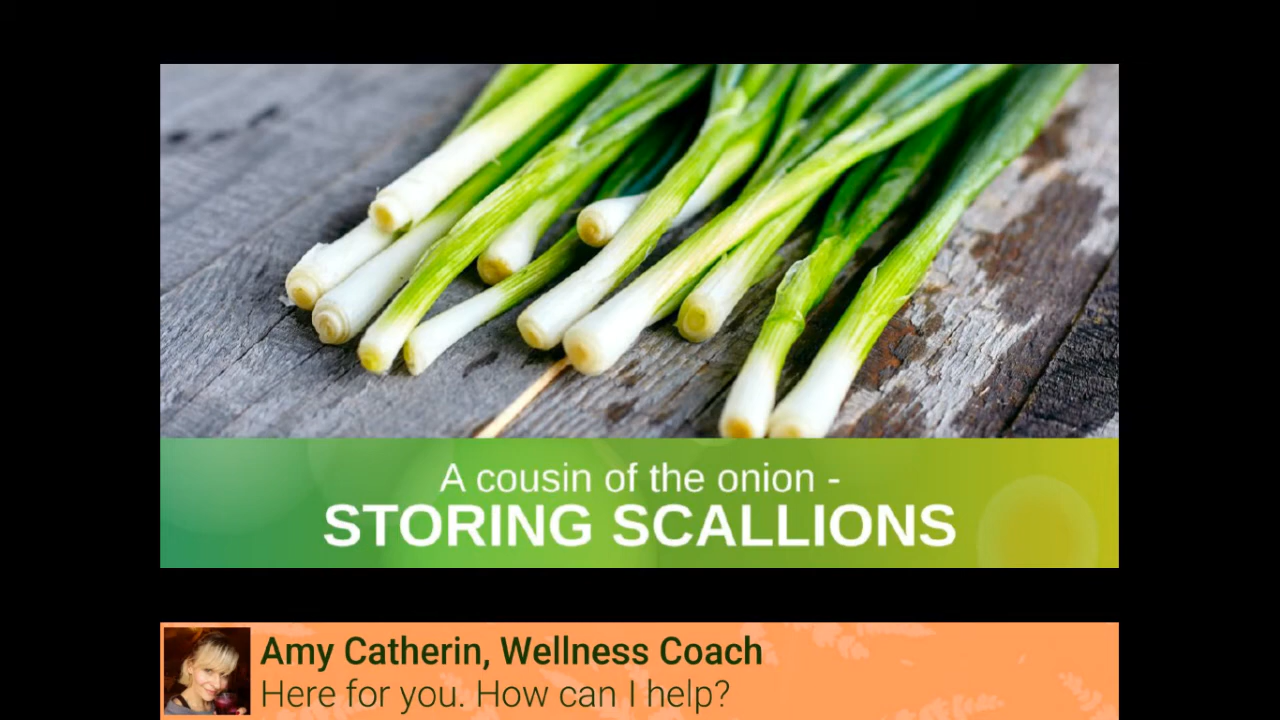 A cousin of the onion -
STORING SCALLIONS
Amy Catherin, Wellness Coach
Here for you. How can I help?